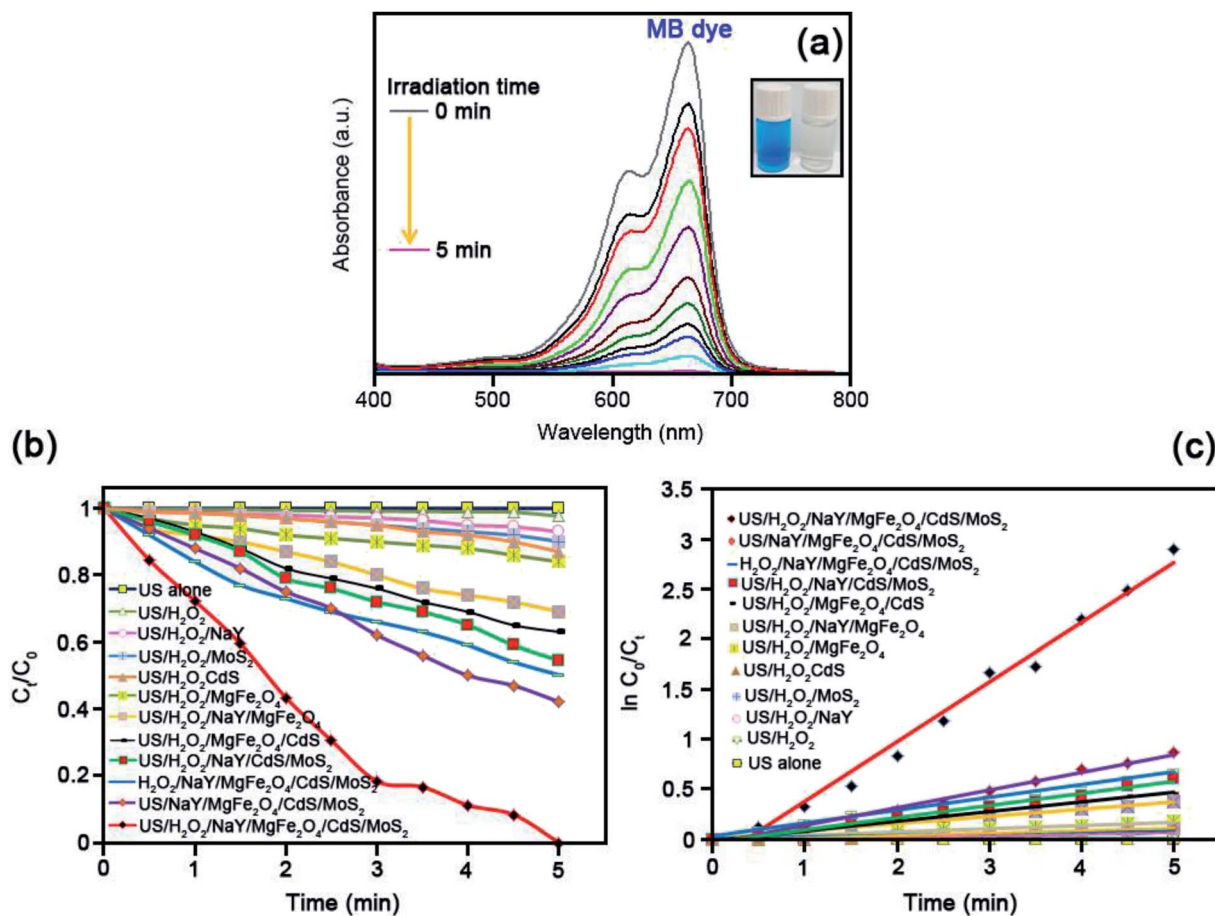 MB dye
(a)
Irradiation time
0 min
5 min
Absorbance (a.u.)
400 500 600 700 800
Wavelength (nm)
(b)
1
0.8
0.6
0.4
0.2
0
C_t/C_0
US alone
US/H₂O₂
US/H₂O₂/NaY
US/H₂O₂/MoS₂
US/H₂O₂CdS
US/H₂O₂/MgFe₂O₄
US/H₂O₂/NaY/MgFe₂O₄
US/H₂O₂/MgFe₂O₄/CdS
US/H₂O₂/NaY/CdS/MoS₂
H₂O₂/NaY/MgFe₂O₄/CdS/MoS₂
US/NaY/MgFe₂O₄/CdS/MoS₂
US/H₂O₂/NaY/MgFe₂O₄/CdS/MoS₂
0 1 2 3 4 5
Time (min)
(c)
3.5
3.0
2.5
2.0
1.5
1.0
0.5
0
ln C_0/C_t
US/H₂O₂/NaY/MgFe₂O₄/CdS/MoS₂
US/NaY/MgFe₂O₄/CdS/MoS₂
H₂O₂/NaY/MgFe₂O₄/CdS/MoS₂
US/H₂O₂/NaY/CdS/MoS₂
US/H₂O₂/MgFe₂O₄/CdS
US/H₂O₂/NaY/MgFe₂O₄
US/H₂O₂/MgFe₂O₄
US/H₂O₂CdS
US/H₂O₂/MoS₂
US/H₂O₂/NaY
US/H₂O₂
US alone
0 1 2 3 4 5
Time (min)